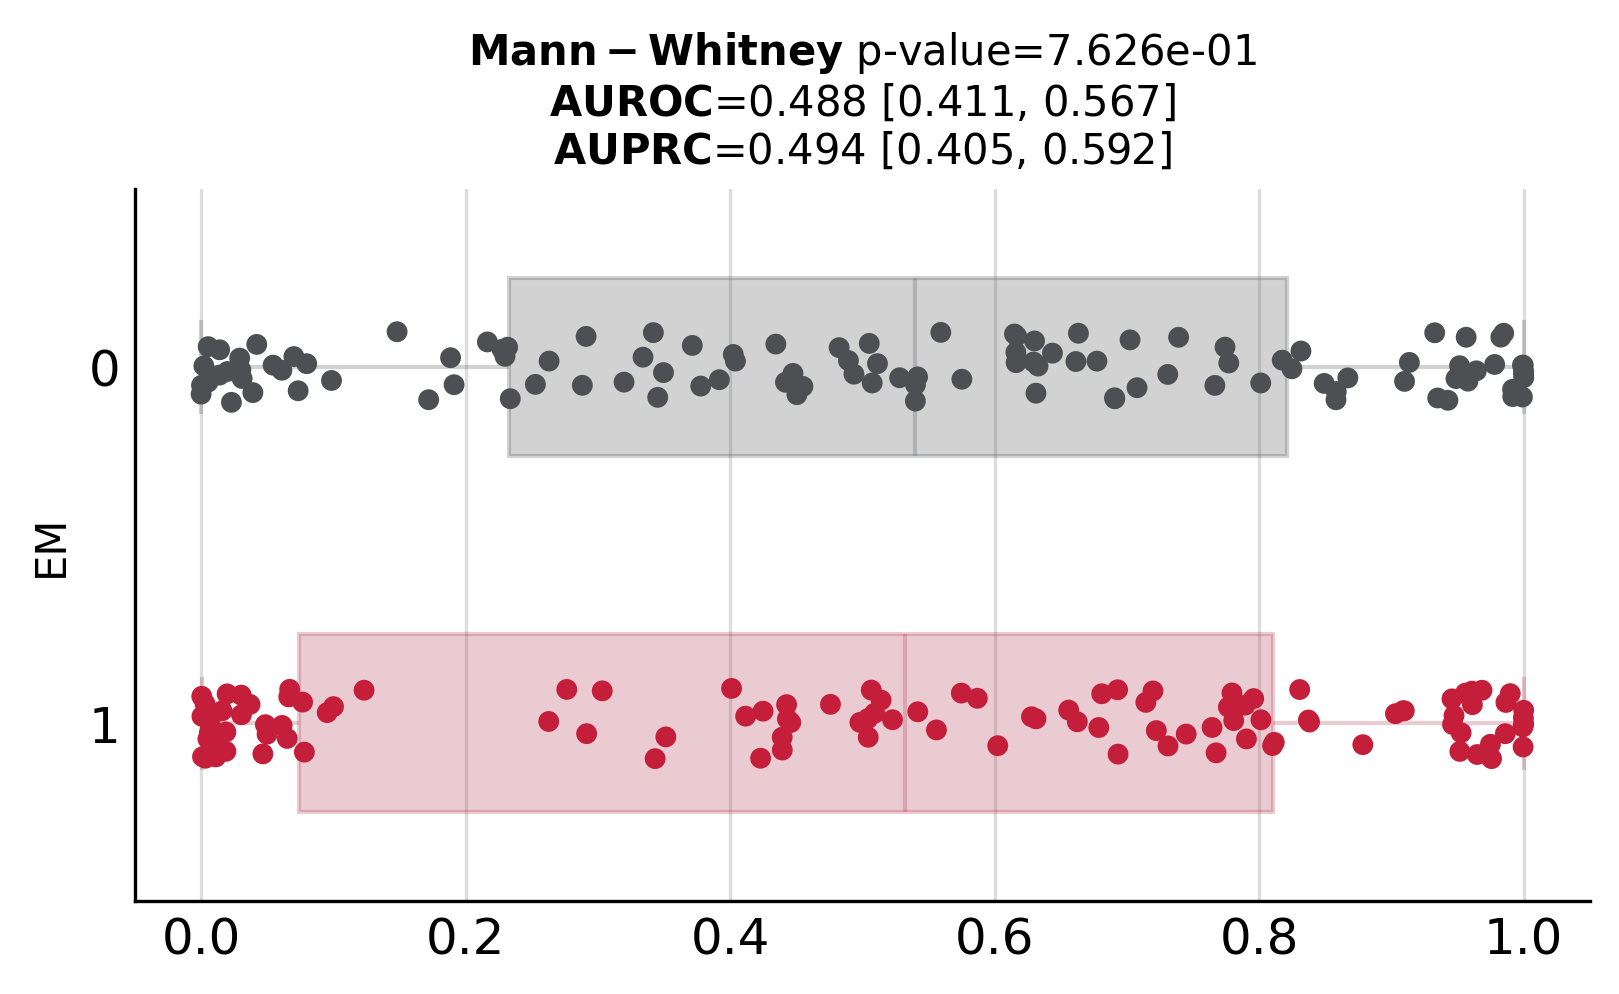 Mann−Whitney p-value=7.626e-01
AUROC=0.488 [0.411, 0.567]
AUPRC=0.494 [0.405, 0.592]
0
EM
1
0.0 0.2 0.4 0.6 0.8 1.0